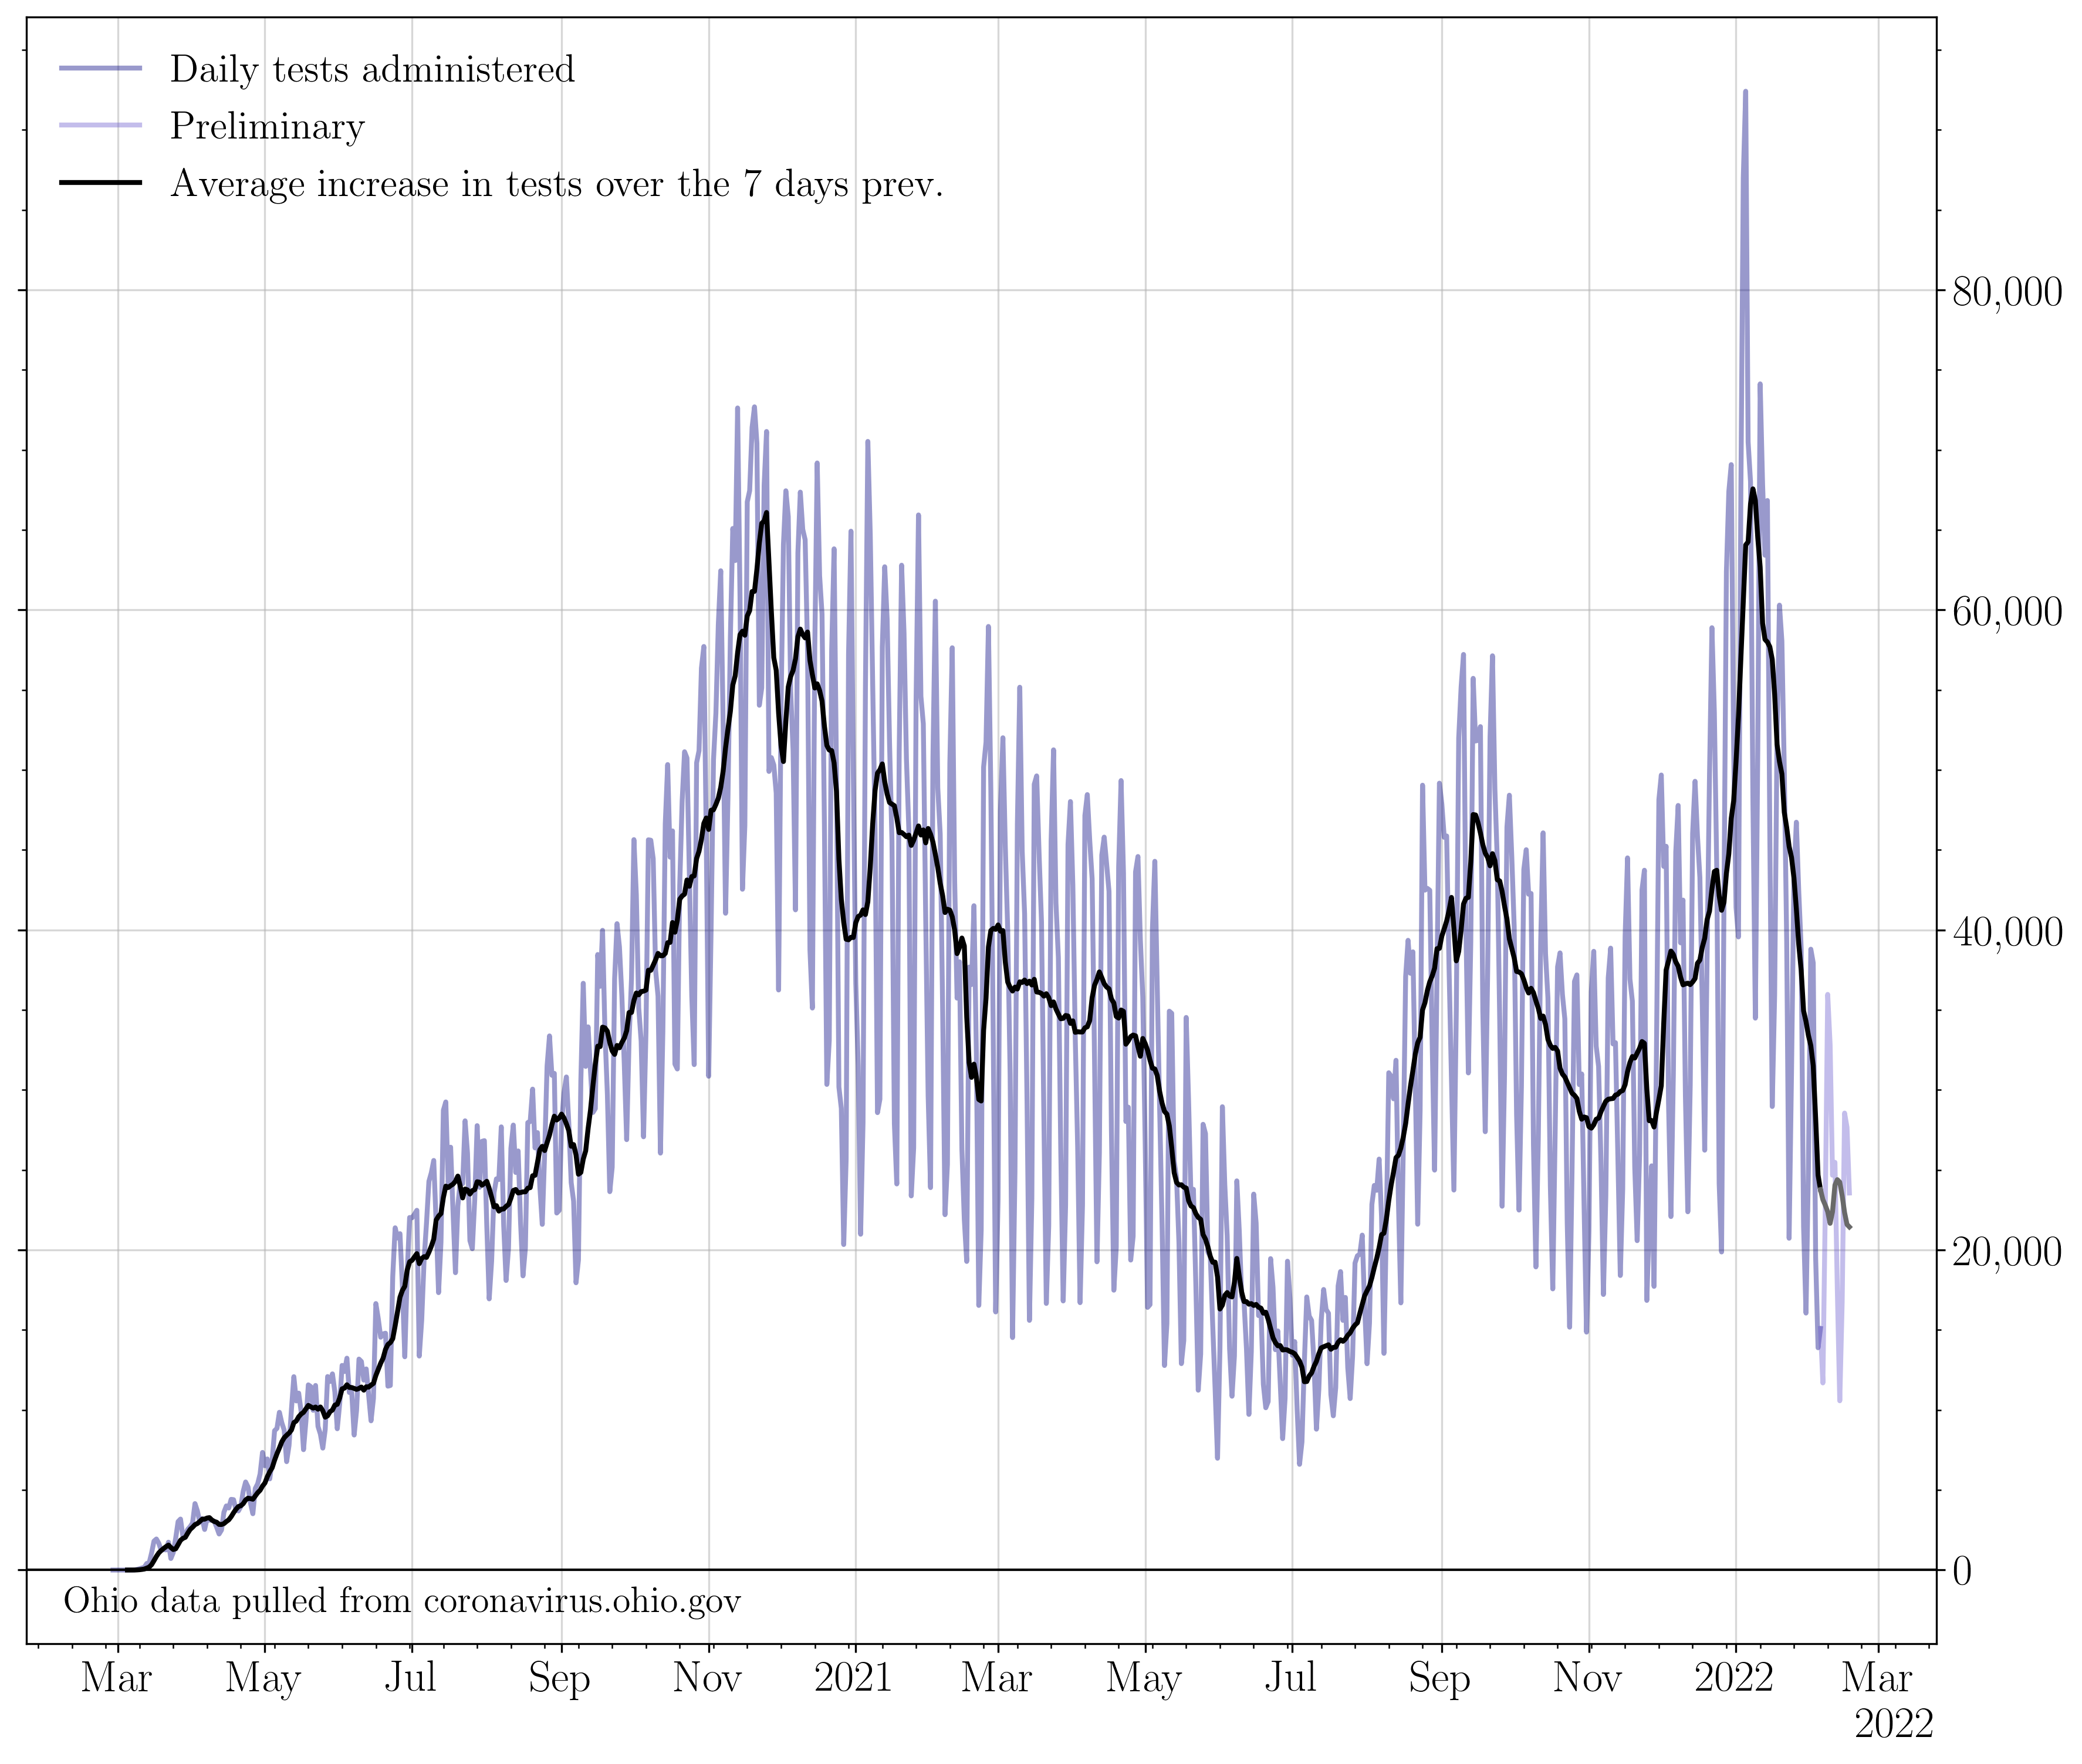 Daily tests administered
Preliminary
Average increase in tests over the 7 days prev.
80,000
60,000
40,000
20,000
0
Ohio data pulled from coronavirus.ohio.gov
Mar May Jul Sep Nov 2021 Mar May Jul Sep Nov 2022 Mar
2022